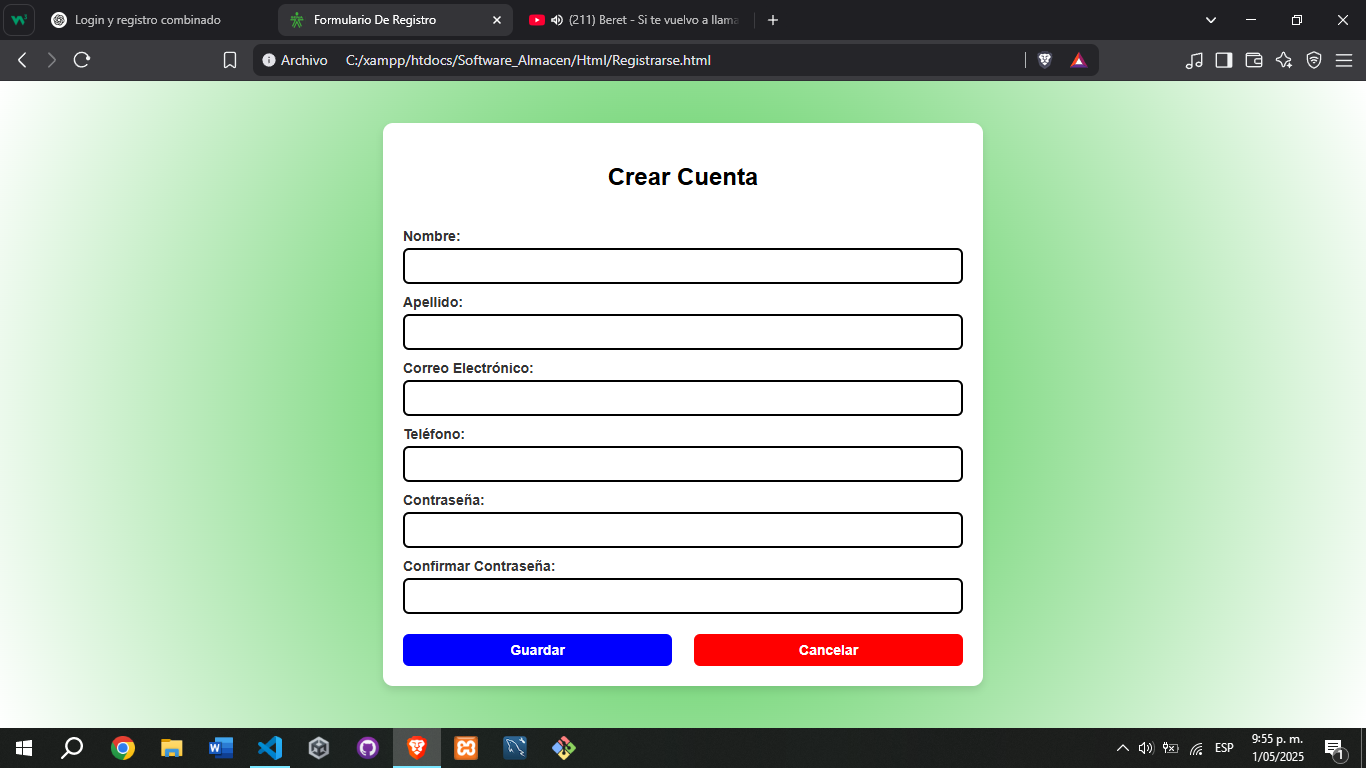 Login y registro combinado
Formulario De Registro
(211) Beret - Si te vuelvo a llama
Archivo
C:/xampp/htdocs/Software_Almacen/Html/Registrarse.html
Crear Cuenta
Nombre:
Apellido:
Correo Electrónico:
Teléfono:
Contraseña:
Confirmar Contraseña:
Guardar
Cancelar
ESP
9:55 p. m.
1/05/2025
1